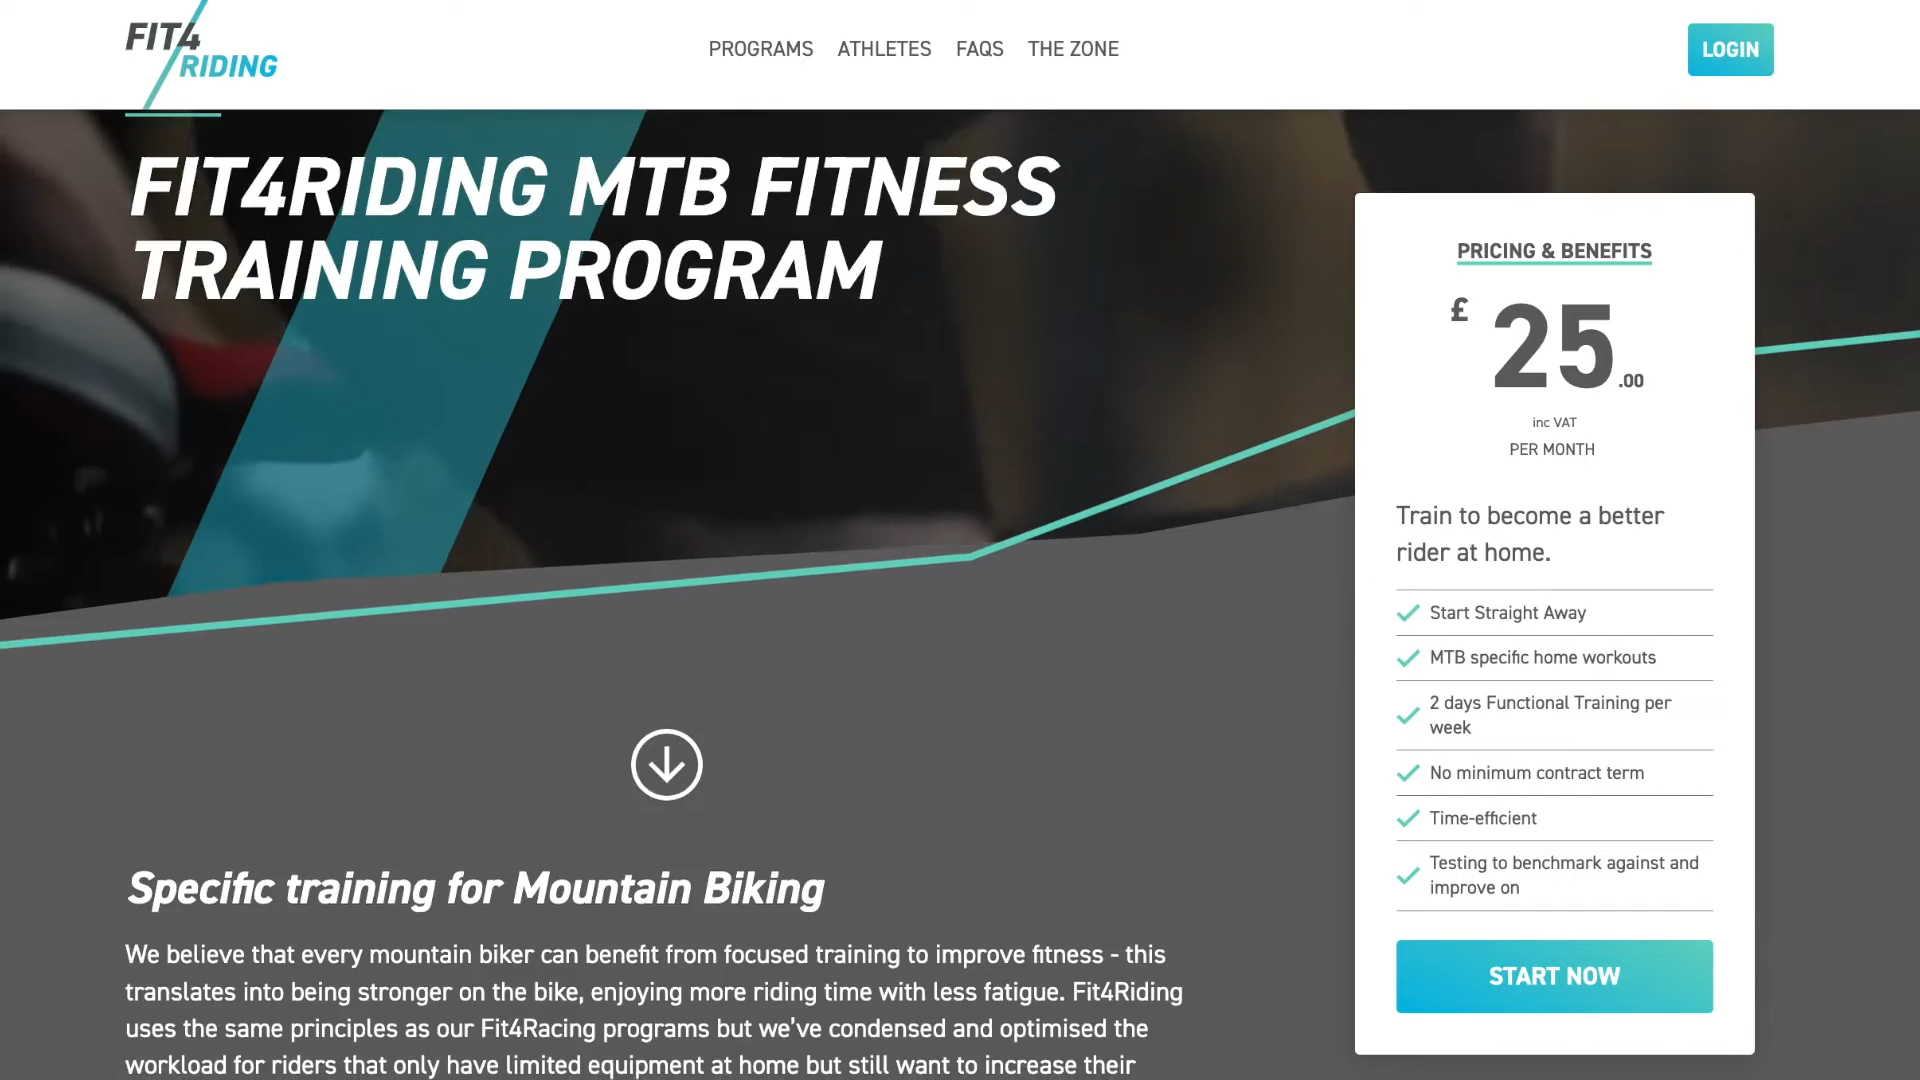 FIT4
RIDING
PROGRAMS ATHLETES FAQS THE ZONE
LOGIN
FIT4RIDING MTB FITNESS
TRAINING PROGRAM
PRICING & BENEFITS
£ 25.00
inc VAT
PER MONTH
Train to become a better
rider at home.
Start Straight Away
MTB specific home workouts
2 days Functional Training per
week
No minimum contract term
Time-efficient
Testing to benchmark against and
improve on
START NOW
Specific training for Mountain Biking
We believe that every mountain biker can benefit from focused training to improve fitness - this
translates into being stronger on the bike, enjoying more riding time with less fatigue. Fit4Riding
uses the same principles as our Fit4Racing programs but we've condensed and optimised the
workload for riders that only have limited equipment at home but still want to increase their